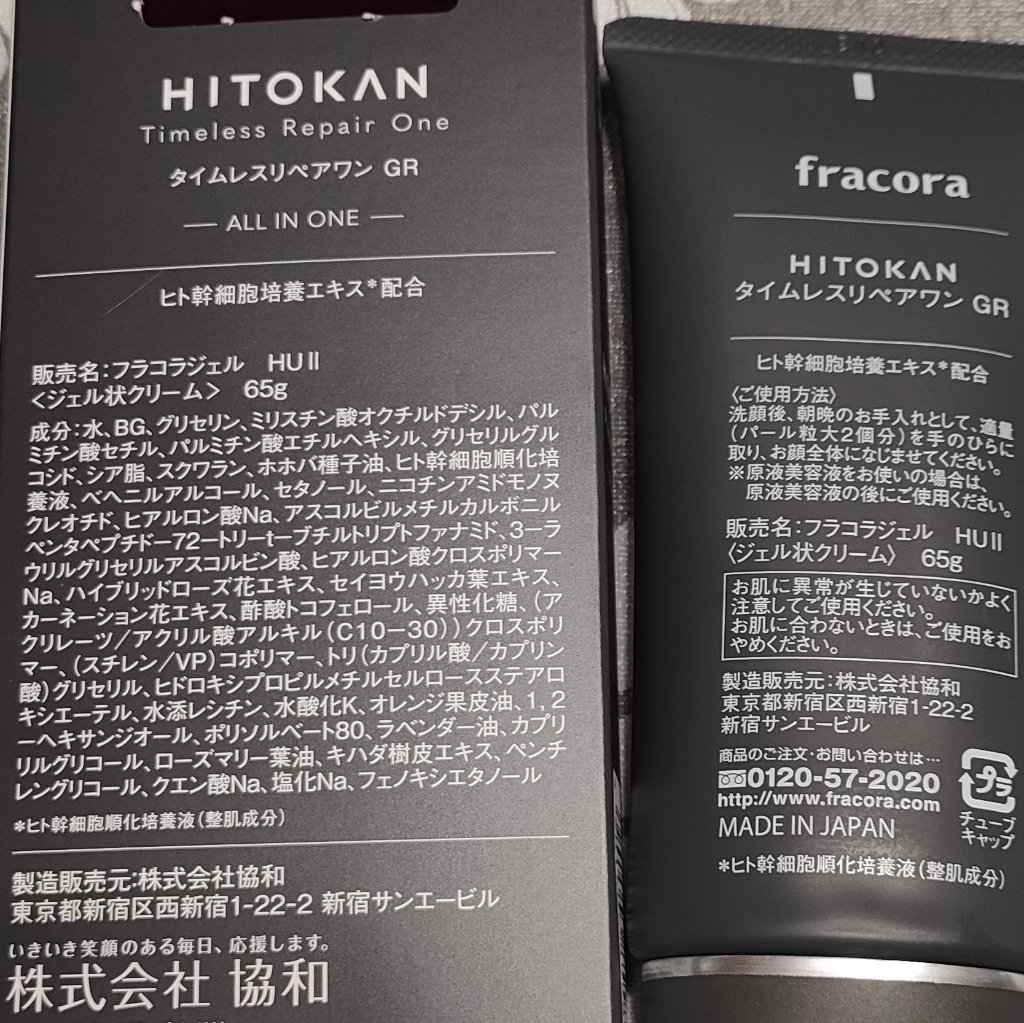 HITOKAN
Timeless Repair One
タイムレスリペアワン GR
— ALL IN ONE —
ヒト幹細胞培養エキス*配合
販売名:フラコラジェル HUⅡ
〈ジェル状クリーム〉 65g
成分:水、BG、グリセリン、ミリスチン酸オクチルドデシル、パル
ミチン酸セチル、パルミチン酸エチルヘキシル、グリセリルグル
コシド、シア脂、スクワラン、ホホバ種子油、ヒト幹細胞順化培
養液、ベヘニルアルコール、セタノール、ニコチンアミドモノヌ
クレオチド、ヒアルロン酸Na、アスコルビルメチルカルボニル
ペンタペプチドー72ートリーtーブチルトリプトファナミド、3ーラ
ウリルグリセリルアスコルビン酸、ヒアルロン酸クロスポリマー
Na、ハイブリッドローズ花エキス、セイヨウハッカ葉エキス、
カーネーション花エキス、酢酸トコフェロール、異性化糖、(ア
クリレーツ/アクリル酸アルキル(C10-30))クロスポリ
マー、(スチレン/VP)コポリマー、トリ(カプリル酸/カプリン
酸)グリセリル、ヒドロキシプロピルメチルセルロースステアロ
キシエーテル、水添レシチン、水酸化K、オレンジ果皮油、1,2
ーヘキサンジオール、ポリソルベート80、ラベンダー油、カプリ
リルグリコール、ローズマリー葉油、キハダ樹皮エキス、ペンチ
レングリコール、クエン酸Na、塩化Na、フェノキシエタノール
*ヒト幹細胞順化培養液(整肌成分)
製造販売元:株式会社協和
東京都新宿区西新宿1-22-2 新宿サンエービル
いきいき笑顔のある毎日、応援します。
株式会社 協和
fracora
HITOKAN
タイムレスリペアワン GR
ヒト幹細胞培養エキス*配合
〈ご使用方法〉
洗顔後、朝晩のお手入れとして、適量
(パール粒大2個分)を手のひらに
取り、お顔全体になじませてください。
※原液美容液をお使いの場合は、
原液美容液の後にご使用ください。
販売名:フラコラジェル HUⅡ
〈ジェル状クリーム〉 65g
お肌に異常が生じていないかよく
注意してご使用ください。
お肌に合わないときは、ご使用をお
やめください。
製造販売元:株式会社協和
東京都新宿区西新宿1-22-2
新宿サンエービル
商品のご注文・お問い合わせは…
0120-57-2020
http://www.fracora.com
MADE IN JAPAN
プラ
チューブ
キャップ
*ヒト幹細胞順化培養液(整肌成分)